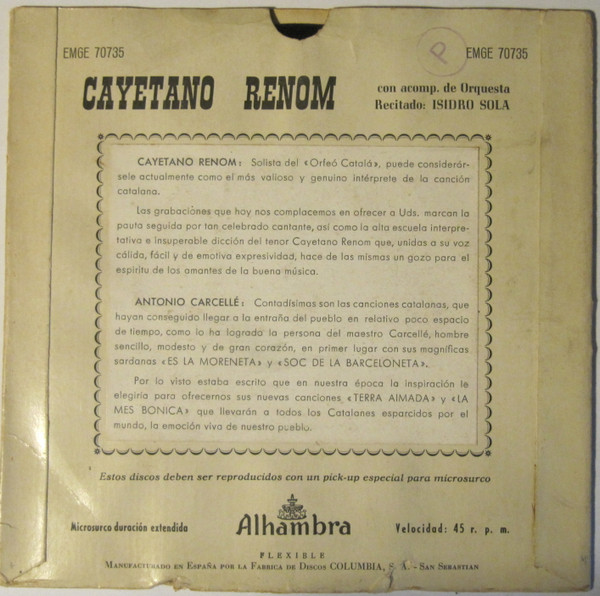 EMGE 70735
P
EMGE 70735
CAYETANO RENOM
con acomp. de Orquesta
Recitado: ISIDRO SOLA
CAYETANO RENOM: Solista del «Orfeó Catalá», puede considerár-
sele actualmente como el más valioso y genuino intérprete de la canción
catalana.
Las grabaciònes que hoy nos complacemos en ofrecer a Uds. marcan la
pauta seguida por tan celebrado cantante, así como la alta escuela interpre-
tativa e insuperable dicción del tenor Cayetano Renom que, unidas a su voz
cálida, fácil y de emotiva expresividad, hace de las mismas un gozo para el
espíritu de los amantes de la buena música.
ANTONIO CARCELLÉ: Contadísimas son las canciones catalanas, que
hayan conseguido llegar a la entraña del pueblo en relativo poco espacio
de tiempo, como lo ha logrado la persona del maestro Carcellé, hombre
sencillo, modesto y de gran corazón, en primer lugar con sus magníficas
sardanas «ES LA MORENETA» y «SOC DE LA BARCELONETA».
Por lo visto estaba escrito que en nuestra época la inspiración le
elegiría para ofrecernos sus nuevas canciones «TERRA AIMADA» y «LA
MES BONICA» que llevarán a todos los Catalanes esparcidos por el
mundo, la emoción viva de nuestro pueblo.
Estos discos deben ser reproducidos con un pick-up especial para microsurco
Microsurco duración extendida
Alhambra
Velocidad: 45 r. p. m.
FLEXIBLE
MANUFACTURADO EN ESPAÑA POR LA FABRICA DE DISCOS COLUMBIA, S. A. - SAN SEBASTIAN